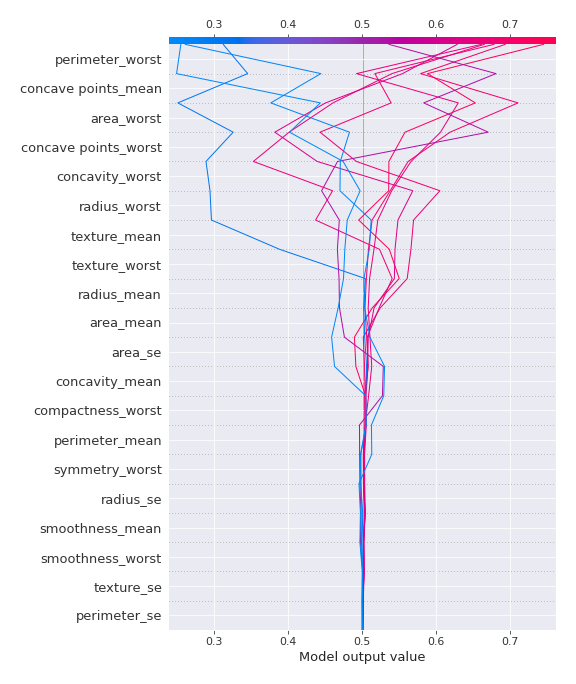 0.3 0.4 0.5 0.6 0.7
perimeter_worst
concave points_mean
area_worst
concave points_worst
concavity_worst
radius_worst
texture_mean
texture_worst
radius_mean
area_mean
area_se
concavity_mean
compactness_worst
perimeter_mean
symmetry_worst
radius_se
smoothness_mean
smoothness_worst
texture_se
perimeter_se
0.3 0.4 0.5 0.6 0.7
Model output value